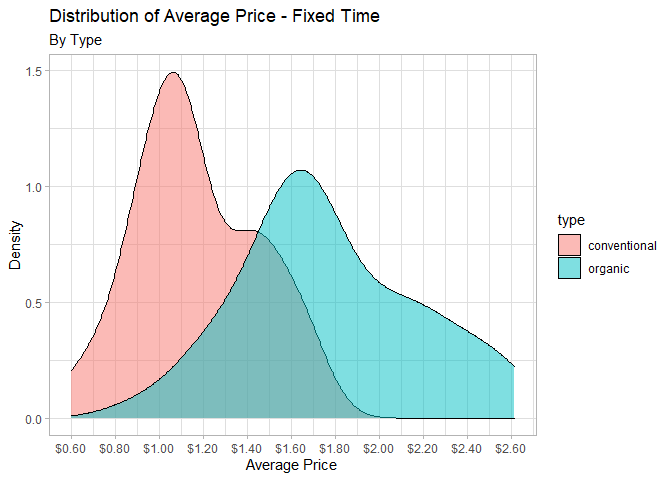 Distribution of Average Price - Fixed Time
By Type
1.5
1.0
0.5
0.0
Density
$0.60 $0.80 $1.00 $1.20 $1.40 $1.60 $1.80 $2.00 $2.20 $2.40 $2.60
Average Price
type
conventional
organic